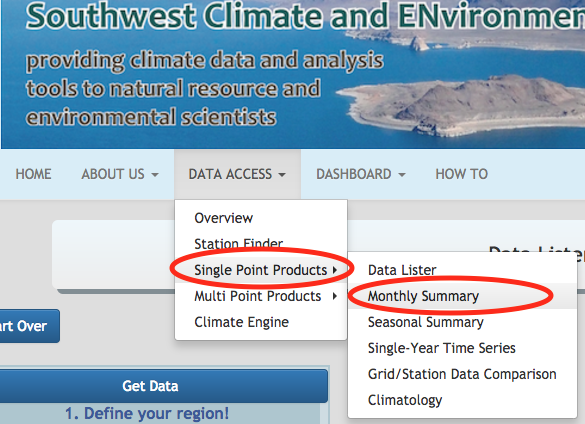 Southwest Climate and ENvironmen
providing climate data and analysis
tools to natural resource and
environmental scientists
HOME ABOUT US DATA ACCESS DASHBOARD HOW TO
Overview
Station Finder
Single Point Products
Multi Point Products
Climate Engine
Data Liste
Data Lister
Monthly Summary
Seasonal Summary
Single-Year Time Series
Grid/Station Data Comparison
Climatology
art Over
Get Data
1. Define your region!